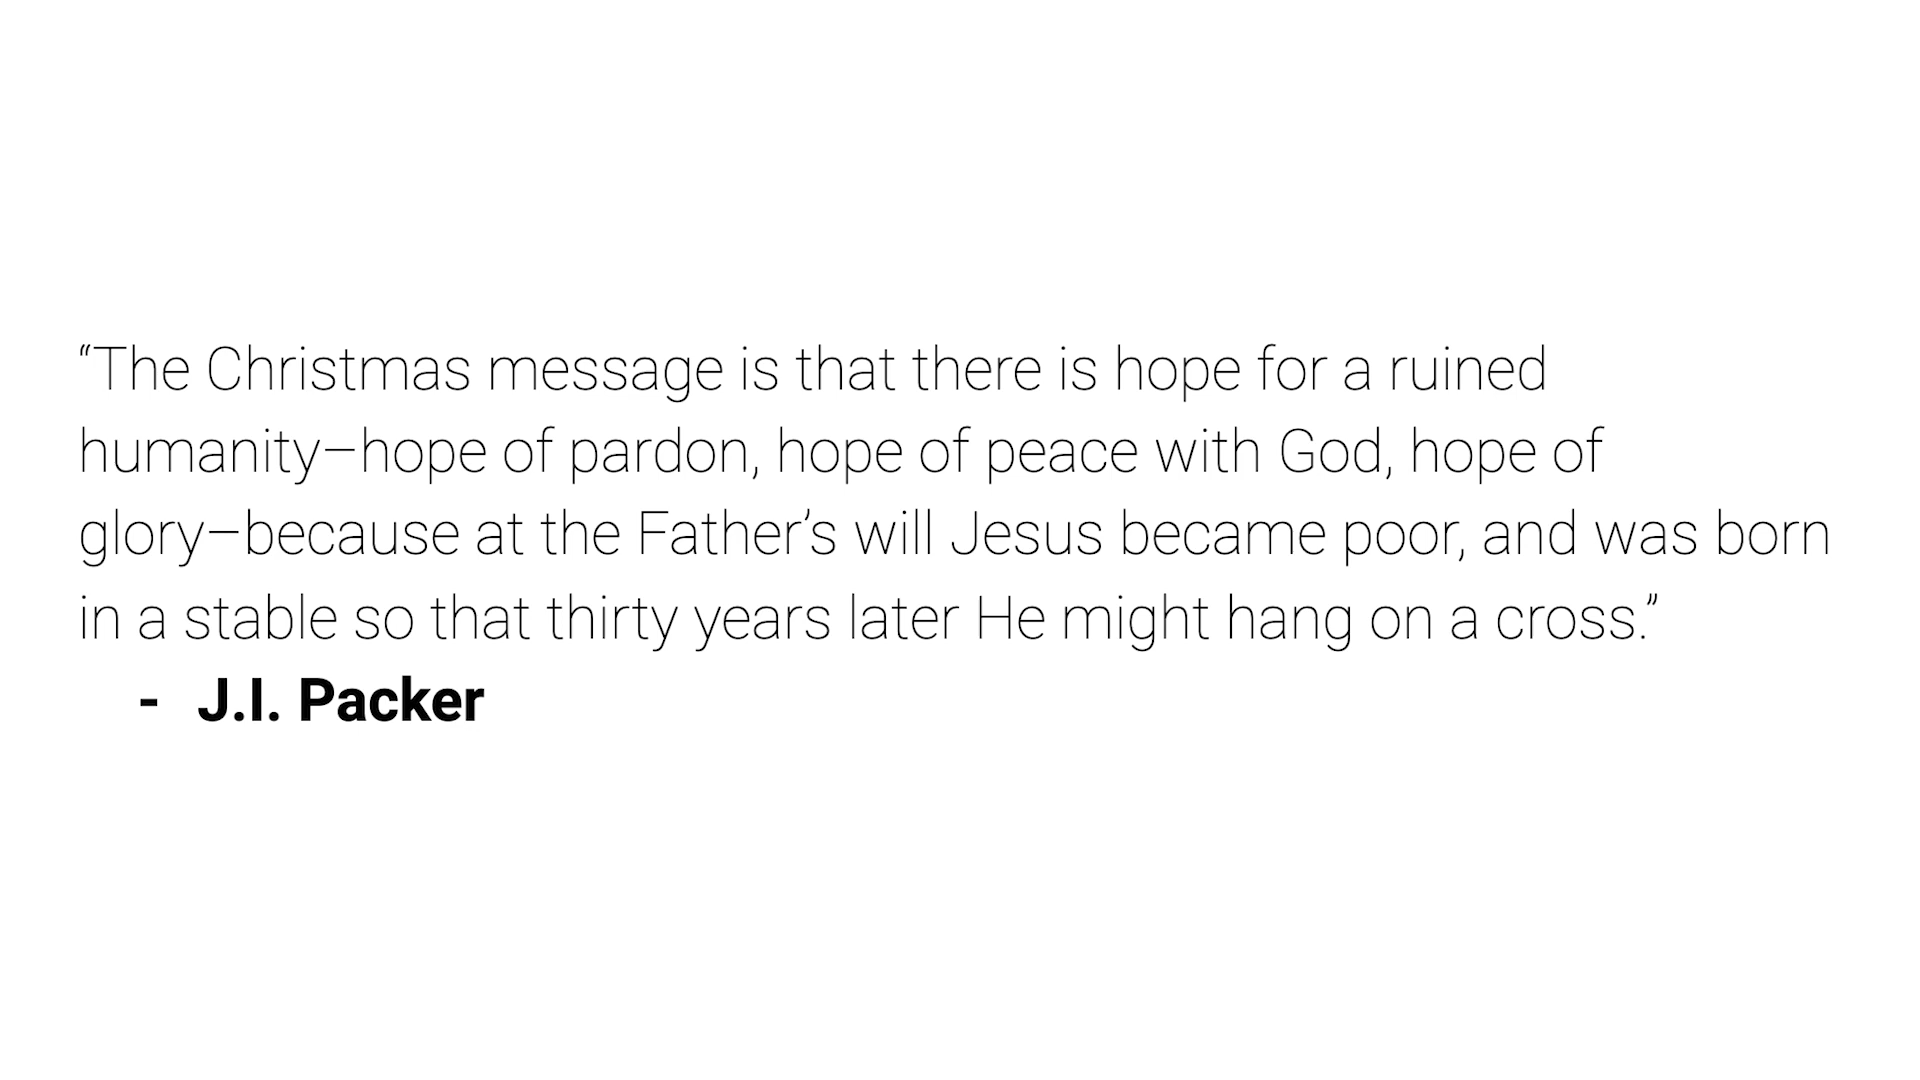 “The Christmas message is that there is hope for a ruined
humanity–hope of pardon, hope of peace with God, hope of
glory–because at the Father’s will Jesus became poor, and was born
in a stable so that thirty years later He might hang on a cross.”
- J.I. Packer